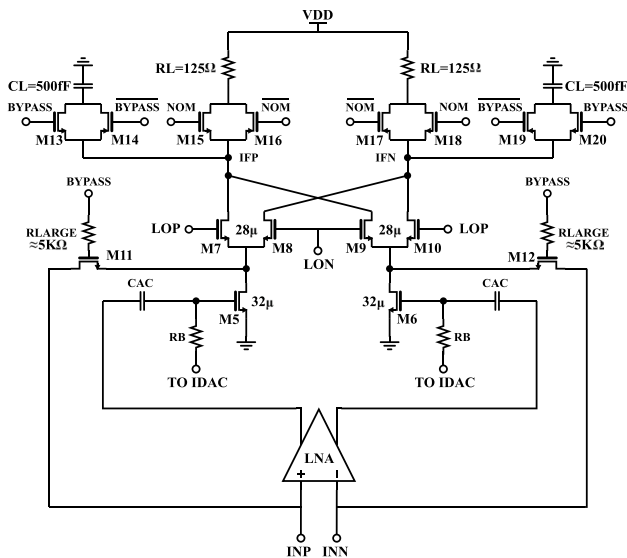 VDD
RL=125Ω RL=125Ω
CL=500fF CL=500fF
BYPASS BYPASS NOM NOM NOM NOM BYPASS BYPASS
M13 M14 M15 M16 M17 M18 M19 M20
IFP IFN
BYPASS BYPASS
RLARGE ≈5KΩ RLARGE ≈5KΩ
LOP 28μ 28μ LOP
M7 M8 M9 M10
M11 M12
LON
CAC CAC
32μ 32μ
M5 M6
RB RB
TO IDAC TO IDAC
LNA
+ -
INP INN